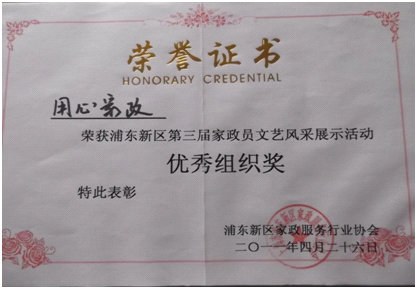 荣誉证书
HONORARY CREDENTIAL
用心家政
荣获浦东新区第三届家政员文艺风采展示活动
优秀组织奖
特此表彰
浦东新区家政服务行业协会
二〇一一年四月二十六日